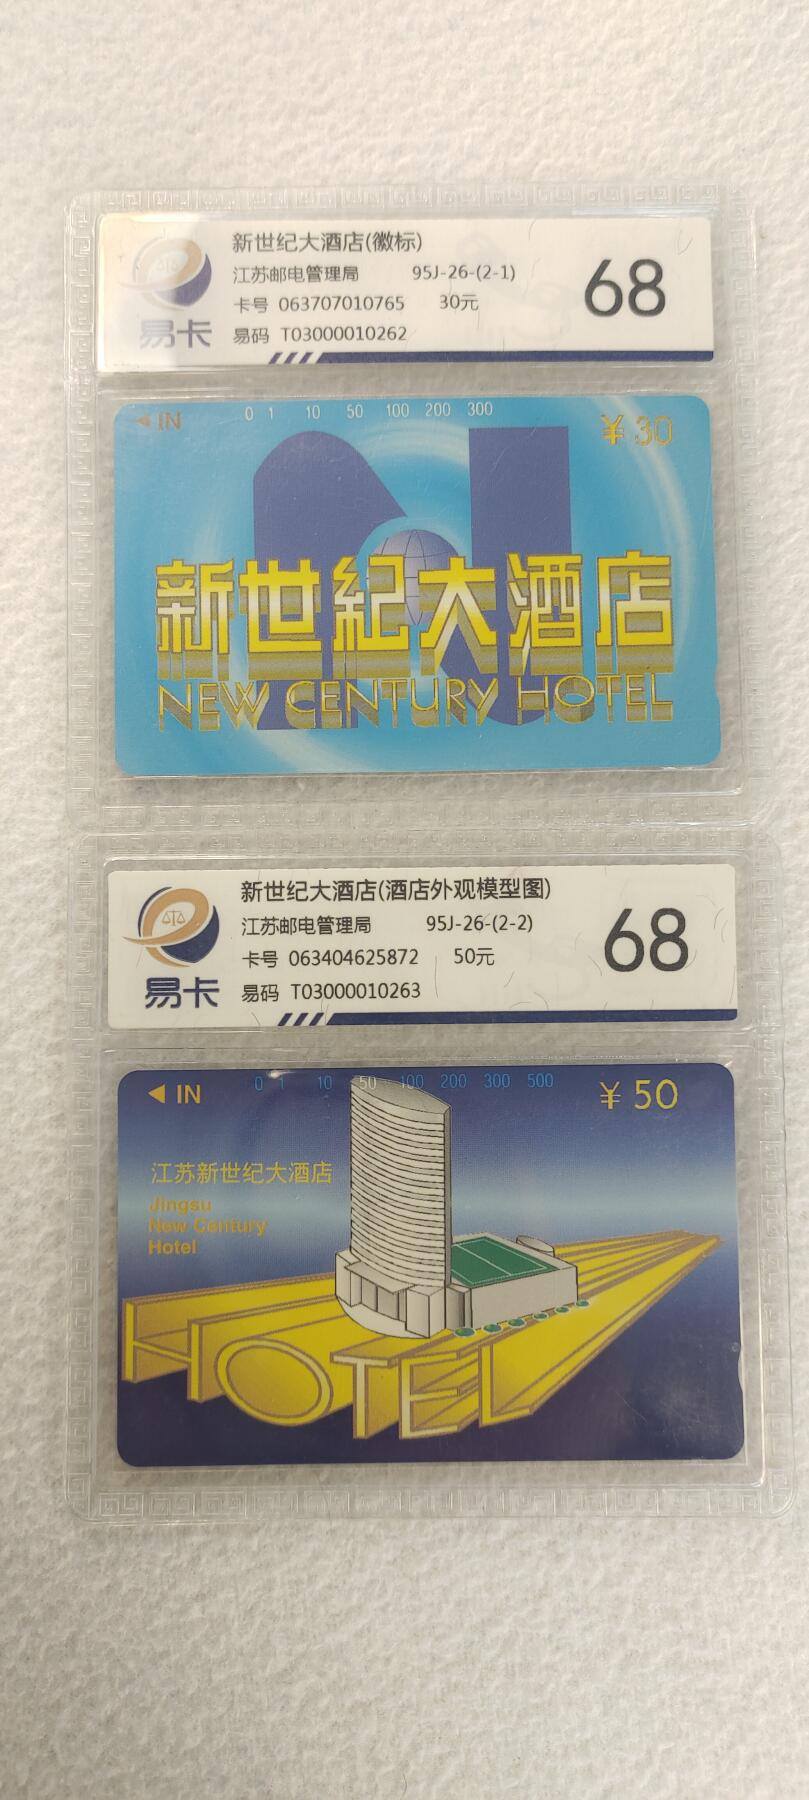 新世纪大酒店(徽标)
江苏邮电管理局 95J-26-(2-1)
卡号 063707010765 30元
易码 T03000010262
68
易卡
◀ IN 0 1 10 50 100 200 300 ¥ 30
新世紀大酒店
NEW CENTURY HOTEL
新世纪大酒店(酒店外观模型图)
江苏邮电管理局 95J-26-(2-2)
卡号 063404625872 50元
易码 T03000010263
68
易卡
◀ IN 0 1 10 50 100 200 300 500 ¥ 50
江苏新世纪大酒店
Jingsu
New Century
Hotel
HOTEL